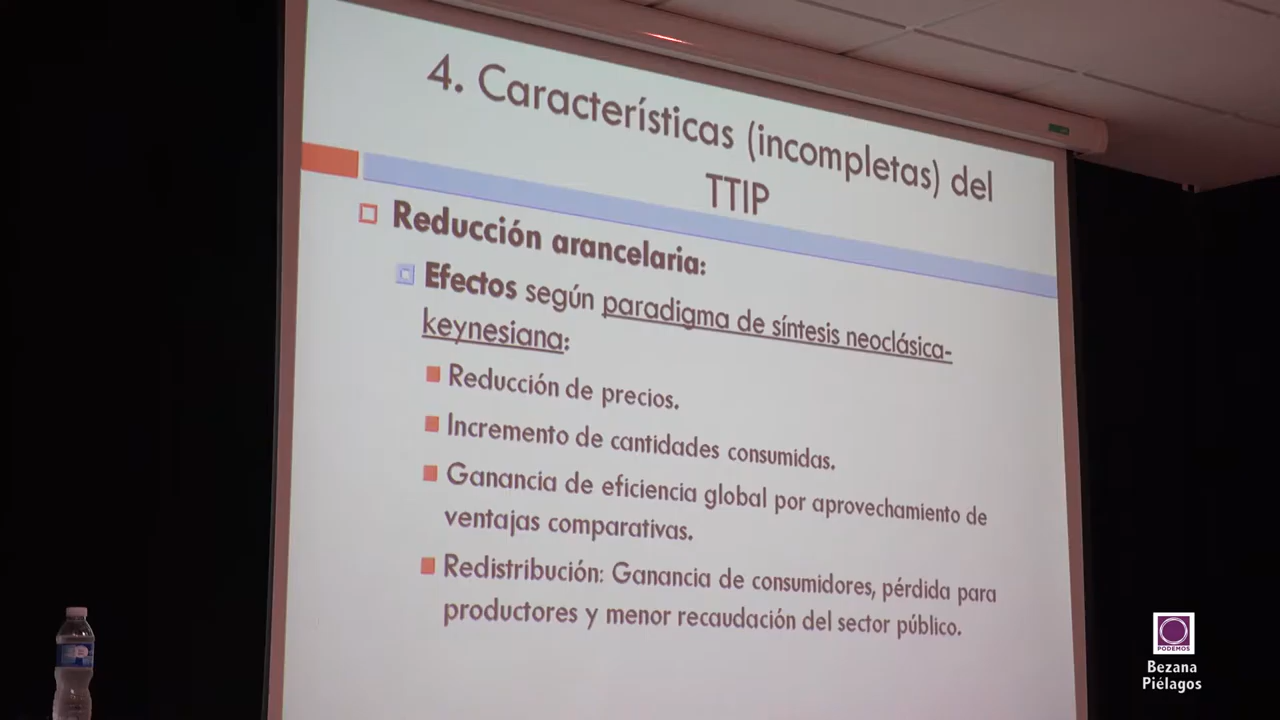 4. Características (incompletas) del
TTIP
Reducción arancelaria:
Efectos según paradigma de síntesis neoclásica-
keynesiana:
Reducción de precios.
Incremento de cantidades consumidas.
Ganancia de eficiencia global por aprovechamiento de
ventajas comparativas.
Redistribución: Ganancia de consumidores, pérdida para
productores y menor recaudación del sector público.
PODEMOS
Bezana
Piélagos